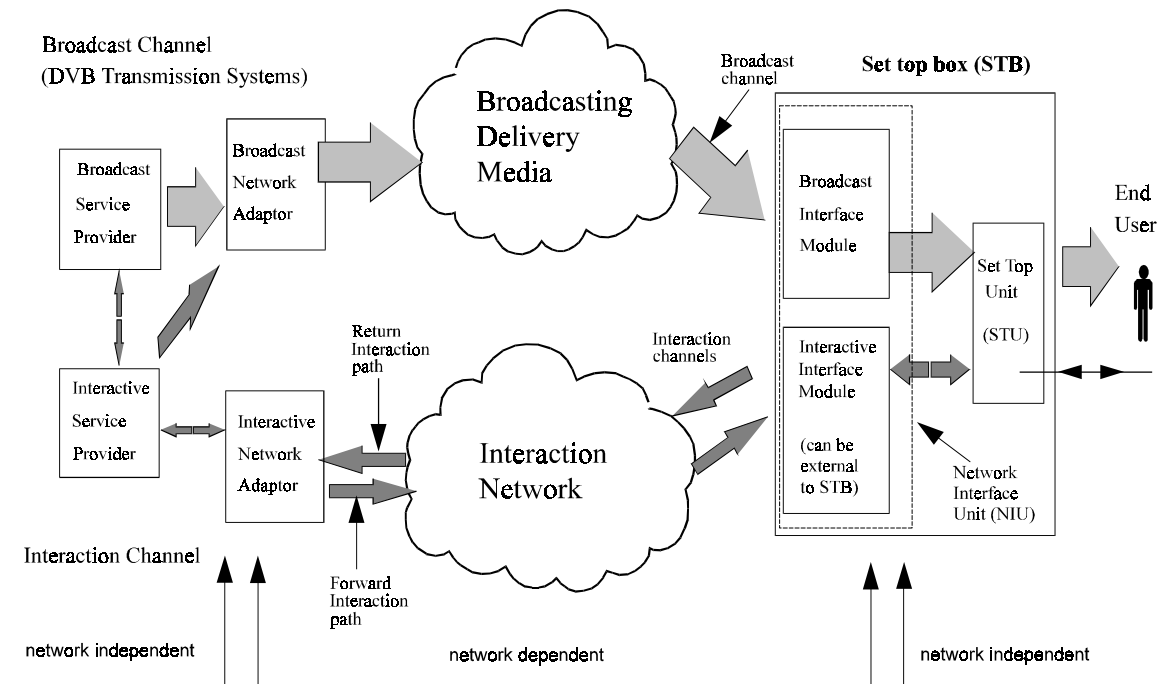 Broadcast Channel
(DVB Transmission Systems)
Broadcast
Service
Provider
Broadcast
Network
Adaptor
Broadcasting
Delivery
Media
Broadcast
channel
Set top box (STB)
Broadcast
Interface
Module
End
User
Set Top
Unit
(STU)
Interactive
Service
Provider
Interactive
Network
Adaptor
Return
Interaction
path
Interaction
Network
Interaction
channels
Interactive
Interface
Module
(can be
external
to STB)
Network
Interface
Unit (NIU)
Interaction Channel
Forward
Interaction
path
network independent
network dependent
network independent